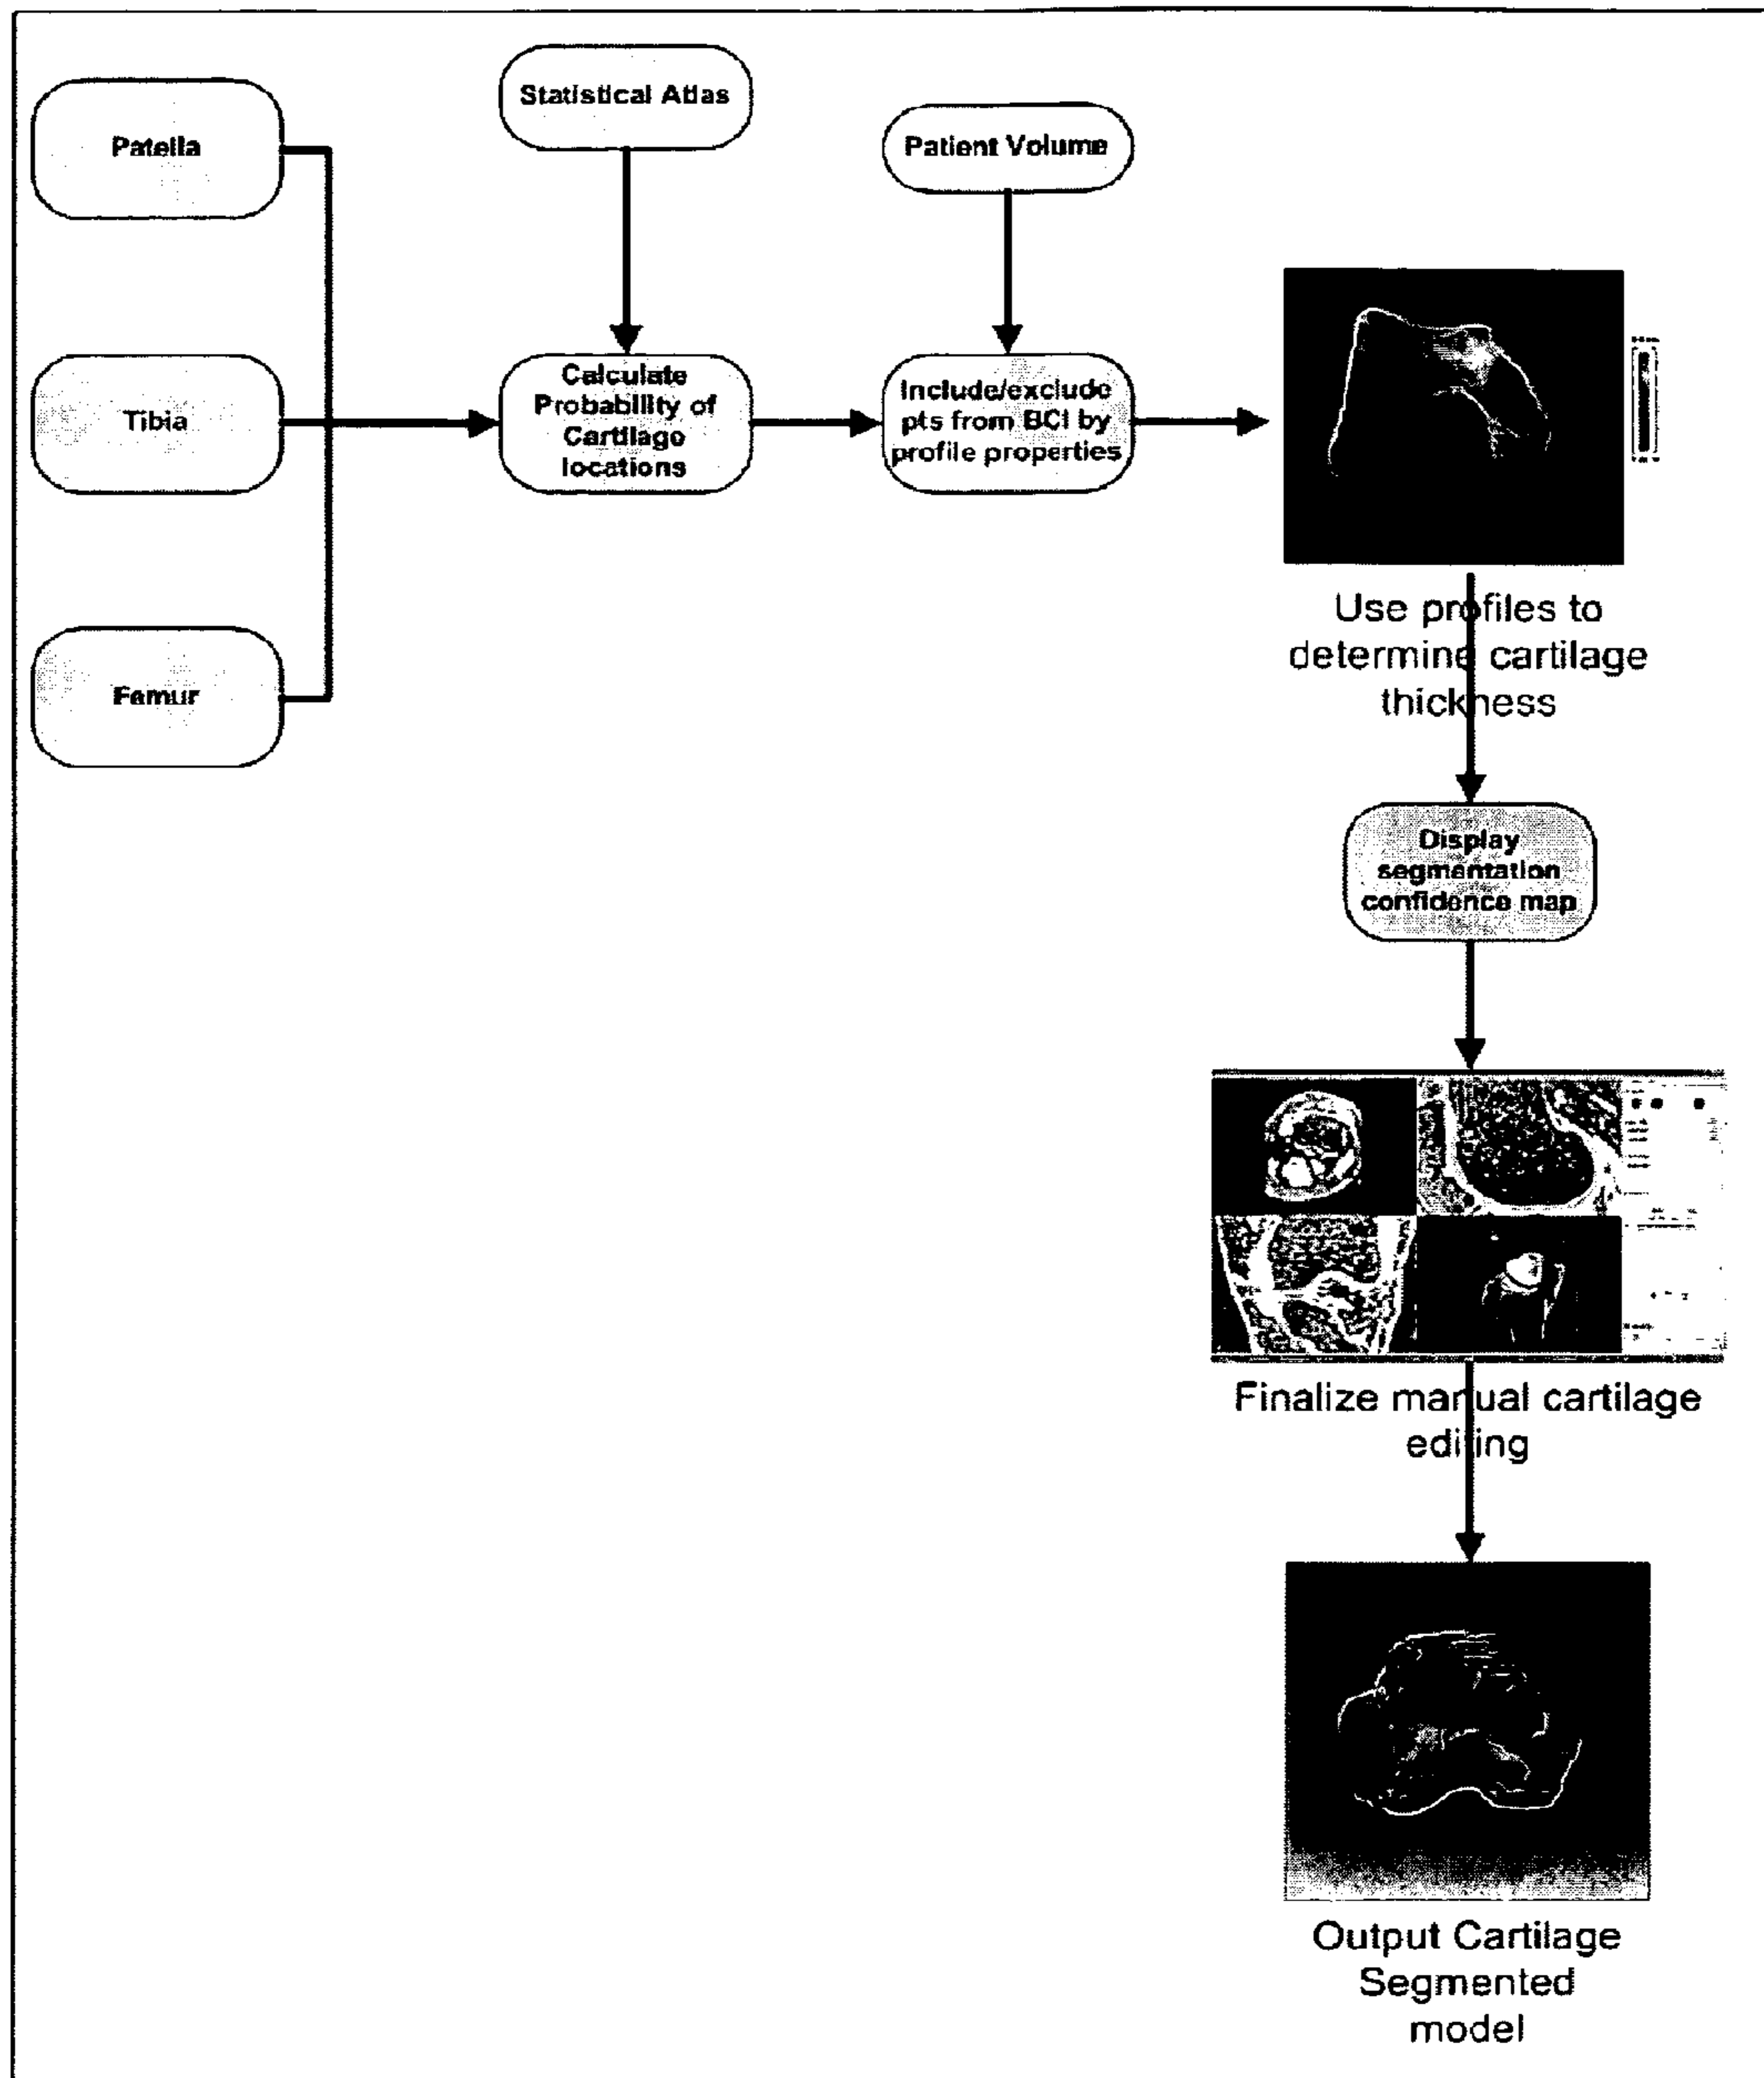 Statistical Atlas
Patella
Patient Volume
Tibia
Calculate
Probability of
Cartilago
locations
Include/exclude
pts from BCI by
profile properties
Use profiles to
determine cartilage
thickness
Femur
Display
segmentation
confidence map
Finalize manual cartilage
editing
Output Cartilage
Segmented
model